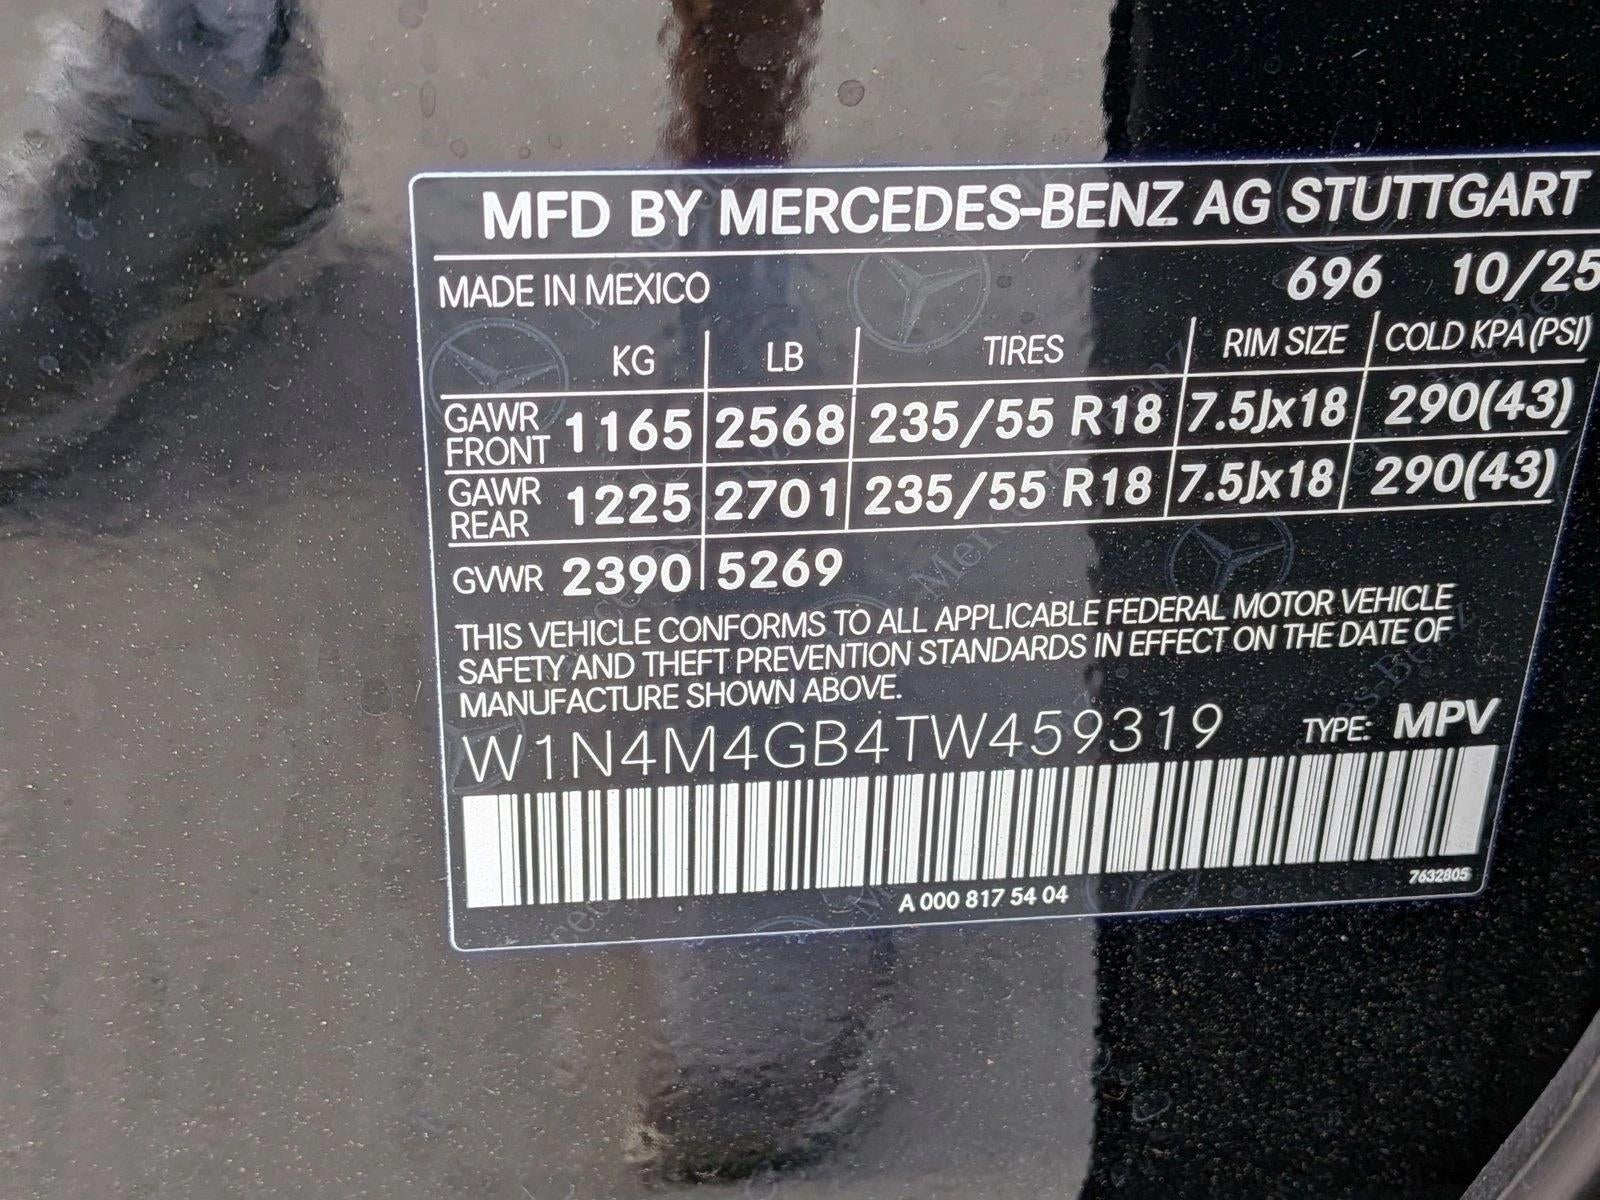 MFD BY MERCEDES-BENZ AG STUTTGART
MADE IN MEXICO 696 10/25
KG LB TIRES RIM SIZE COLD KPA (PSI)
GAWR FRONT 1165 2568 235/55 R18 7.5Jx18 290(43)
GAWR REAR 1225 2701 235/55 R18 7.5Jx18 290(43)
GVWR 2390 5269
THIS VEHICLE CONFORMS TO ALL APPLICABLE FEDERAL MOTOR VEHICLE
SAFETY AND THEFT PREVENTION STANDARDS IN EFFECT ON THE DATE OF
MANUFACTURE SHOWN ABOVE.
W1N4M4GB4TW459319 TYPE: MPV
A 000 817 54 04
7632805